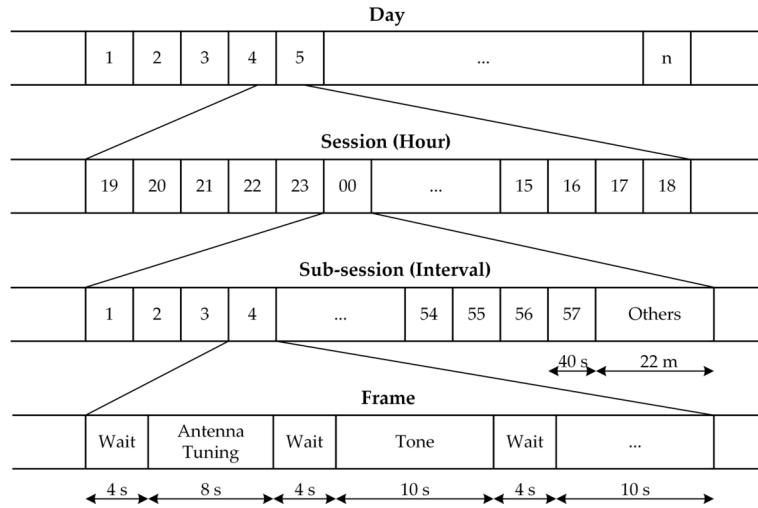 Day
1 2 3 4 5 ... n
Session (Hour)
19 20 21 22 23 00 ... 15 16 17 18
Sub-session (Interval)
1 2 3 4 ... 54 55 56 57 Others
40 s 22 m
Frame
Wait Antenna Tuning Wait Tone Wait ...
4 s 8 s 4 s 10 s 4 s 10 s